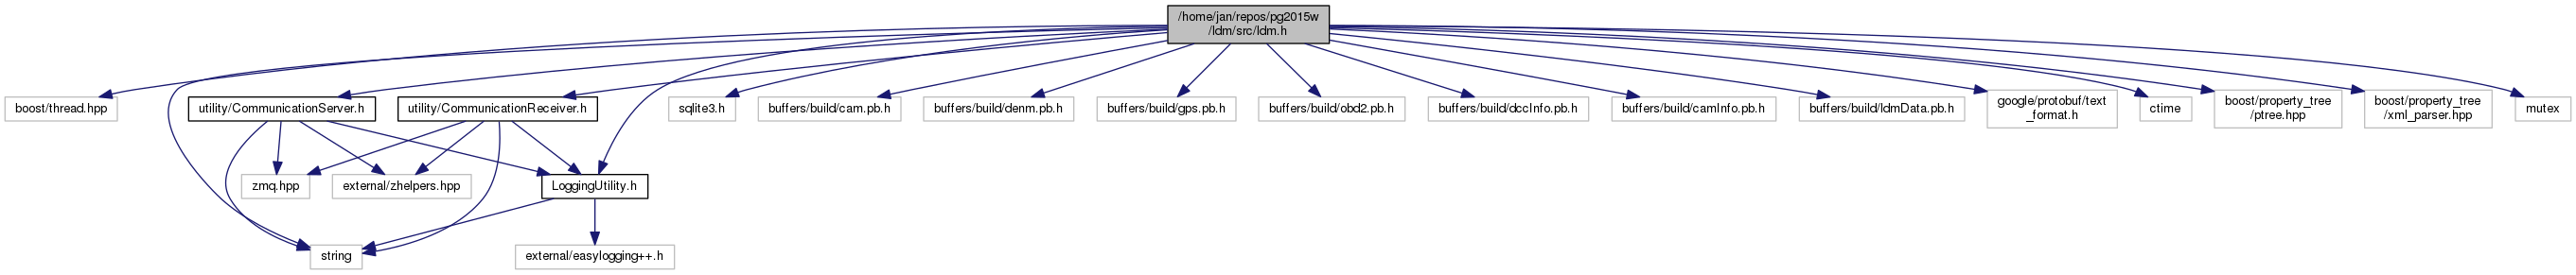 /home/jan/repos/pg2015w
/ldm/src/ldm.h
boost/thread.hpp
utility/CommunicationServer.h
utility/CommunicationReceiver.h
sqlite3.h
buffers/build/cam.pb.h
buffers/build/denm.pb.h
buffers/build/gps.pb.h
buffers/build/obd2.pb.h
buffers/build/dccInfo.pb.h
buffers/build/camInfo.pb.h
buffers/build/ldmData.pb.h
google/protobuf/text
_format.h
ctime
boost/property_tree
/ptree.hpp
boost/property_tree
/xml_parser.hpp
mutex
zmq.hpp
external/zhelpers.hpp
LoggingUtility.h
string
external/easylogging++.h